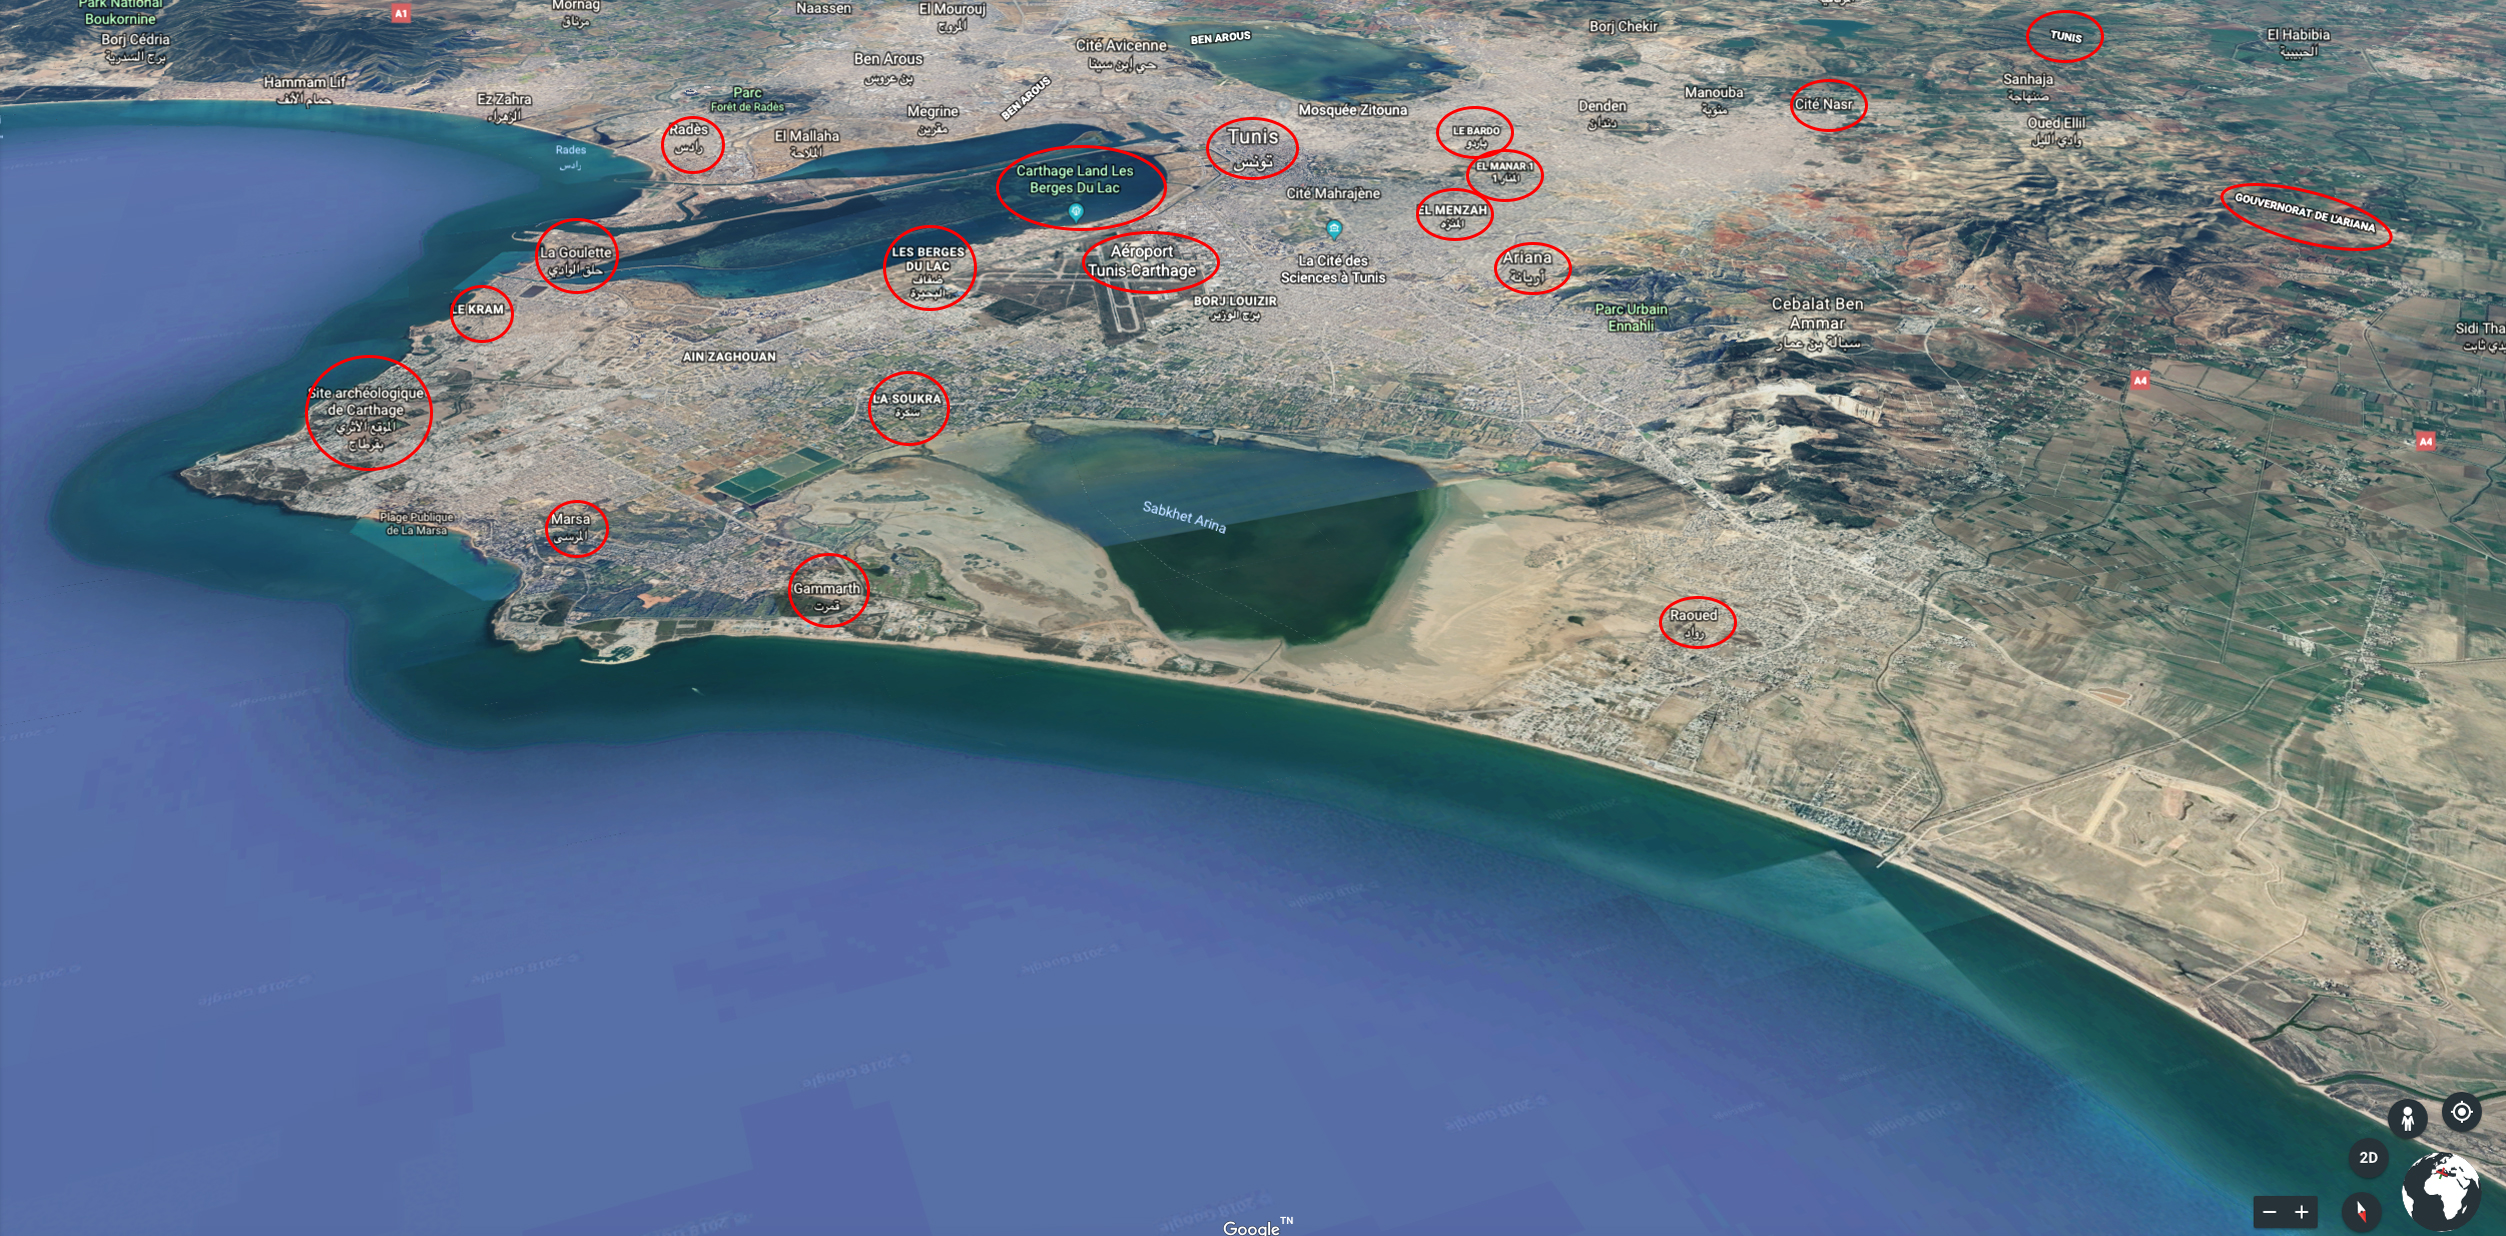 Park National
Boukornine
Borj Cédria
برج السدرية
A1
Mornag
مرناق
Naassen
El Mourouj
المروج
Cité Avicenne
حي إبن سينا
BEN AROUS
Borj Chekir
TUNIS
El Habibia
الحبيبية
Hammam Lif
حمام الأنف
Ez Zahra
الزهراء
Parc
Forêt de Radès
Ben Arous
بن عروس
BEN AROUS
Megrine
مقرين
Mosquée Zitouna
Denden
دندان
Manouba
منوبة
Cité Nasr
Sanhaja
صنهاجة
Oued Ellil
وادي الليل
Rades
رادس
Radès
رادس
El Mallaha
الملاحة
Tunis
تونس
LE BARDO
باردو
EL MANAR 1
المنار 1
Carthage Land Les
Berges Du Lac
Cité Mahrajène
EL MENZAH
المنزه
GOUVERNORAT DE L'ARIANA
La Goulette
حلق الوادي
LES BERGES
DU LAC
ضفاف
البحيرة
Aéroport
Tunis-Carthage
La Cité des
Sciences à Tunis
Ariana
أريانة
LE KRAM
BORJ LOUIZIR
برج الوزير
Parc Urbain
Ennahli
Cebalat Ben
Ammar
سبالة بن عمار
Sidi Tha
AIN ZAGHOUAN
A4
Site archéologique
de Carthage
الموقع الأثري
بقرطاج
LA SOUKRA
سكرة
A4
Plage Publique
de La Marsa
Marsa
المرسى
Sabkhet Arina
Gammarth
قمرت
Raoued
رواد
2D
Google TN